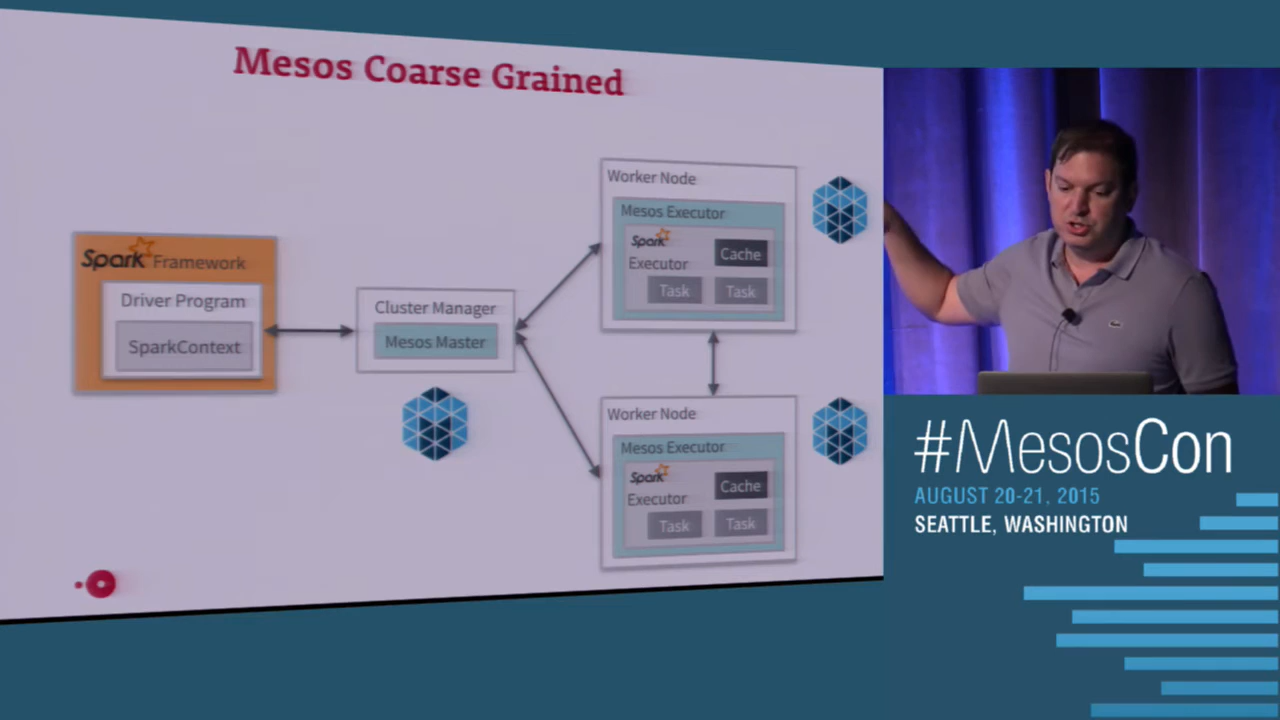 Mesos Coarse Grained
Spark Framework
Driver Program
SparkContext
Cluster Manager
Mesos Master
Worker Node
Mesos Executor
Spark
Executor
Cache
Task Task
Worker Node
Mesos Executor
Spark
Executor
Cache
Task Task
#MesosCon
AUGUST 20-21, 2015
SEATTLE, WASHINGTON